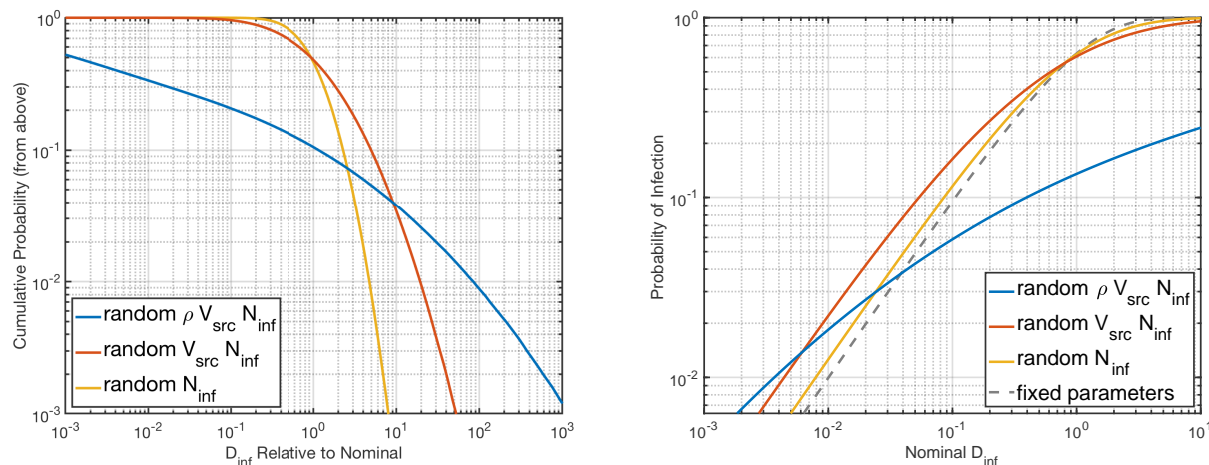 Cumulative Probability (from above)
10^0
10^-1
10^-2
10^-3
random ρ V_src N_inf
random V_src N_inf
random N_inf
10^-3 10^-2 10^-1 10^0 10^1 10^2 10^3
D_inf Relative to Nominal
Probability of Infection
10^0
10^-1
10^-2
random ρ V_src N_inf
random V_src N_inf
random N_inf
fixed parameters
10^-3 10^-2 10^-1 10^0 10^1
Nominal D_inf